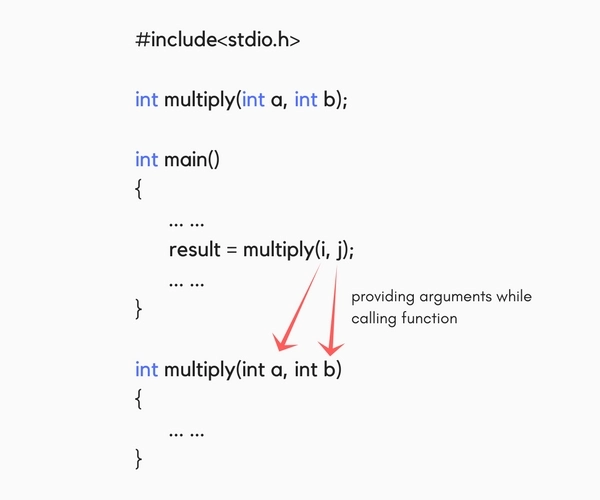 #include<stdio.h>
int multiply(int a, int b);
int main()
{
... ...
result = multiply(i, j);
... ...
}
providing arguments while
calling function
int multiply(int a, int b)
{
... ...
}